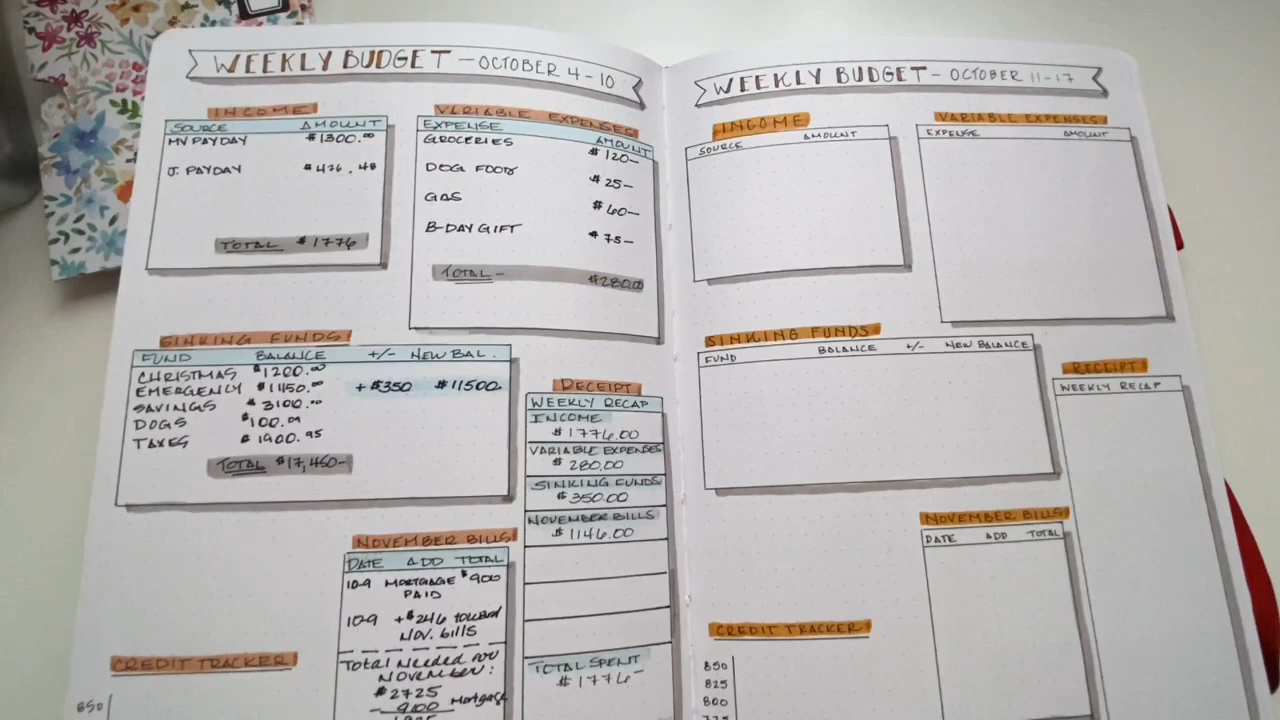 WEEKLY BUDGET - OCTOBER 4-10
INCOME
SOURCE AMOUNT
MY PAYDAY $1300.00
J. PAYDAY $476.48
TOTAL $1776
VARIABLE EXPENSES
EXPENSE AMOUNT
GROCERIES $120-
DOG FOOD $25-
GAS $60-
B-DAY GIFT $75-
TOTAL - $280.00
SINKING FUNDS
FUND BALANCE +/- NEW BAL.
CHRISTMAS $1200.00
EMERGENCY $11150.00 +$350 $11500
SAVINGS $3100.00
DOGS $100.00
TAXES $1900.95
TOTAL $17,450-
RECEIPT
WEEKLY RECAP
INCOME
$1776.00
VARIABLE EXPENSES
$280.00
SINKING FUNDS
$350.00
NOVEMBER BILLS
$1146.00
TOTAL SPENT
$1776-
NOVEMBER BILLS
DATE ADD TOTAL
10-9 MORTGAGE $900
PAID
10-9 +$246 toward
Nov. bills
Total Needed for
NOVEMBER:
$2725
- 900 Mortgage
CREDIT TRACKER
850
WEEKLY BUDGET - OCTOBER 11-17
INCOME
SOURCE AMOUNT
VARIABLE EXPENSES
EXPENSE AMOUNT
SINKING FUNDS
FUND BALANCE +/- NEW BALANCE
RECEIPT
WEEKLY RECAP
NOVEMBER BILLS
DATE ADD TOTAL
CREDIT TRACKER
850
825
800
775